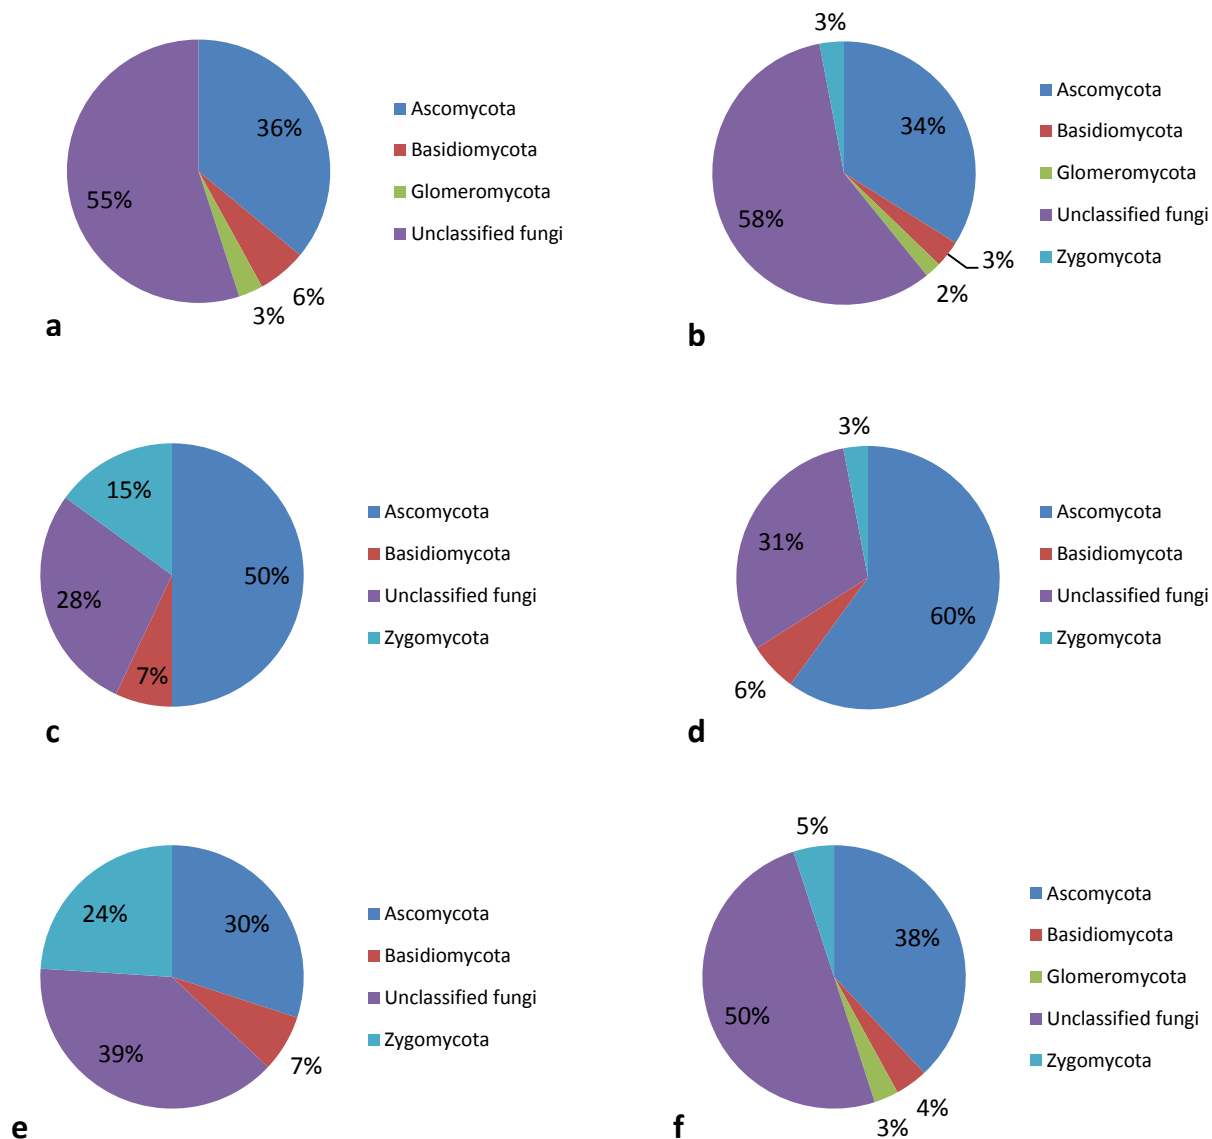 36%
55%
6%
3%
Ascomycota
Basidiomycota
Glomeromycota
Unclassified fungi
a
3%
34%
58%
3%
2%
Ascomycota
Basidiomycota
Glomeromycota
Unclassified fungi
Zygomycota
b
15%
50%
28%
7%
Ascomycota
Basidiomycota
Unclassified fungi
Zygomycota
c
3%
31%
60%
6%
Ascomycota
Basidiomycota
Unclassified fungi
Zygomycota
d
24%
30%
39%
7%
Ascomycota
Basidiomycota
Unclassified fungi
Zygomycota
e
5%
38%
50%
4%
3%
Ascomycota
Basidiomycota
Glomeromycota
Unclassified fungi
Zygomycota
f